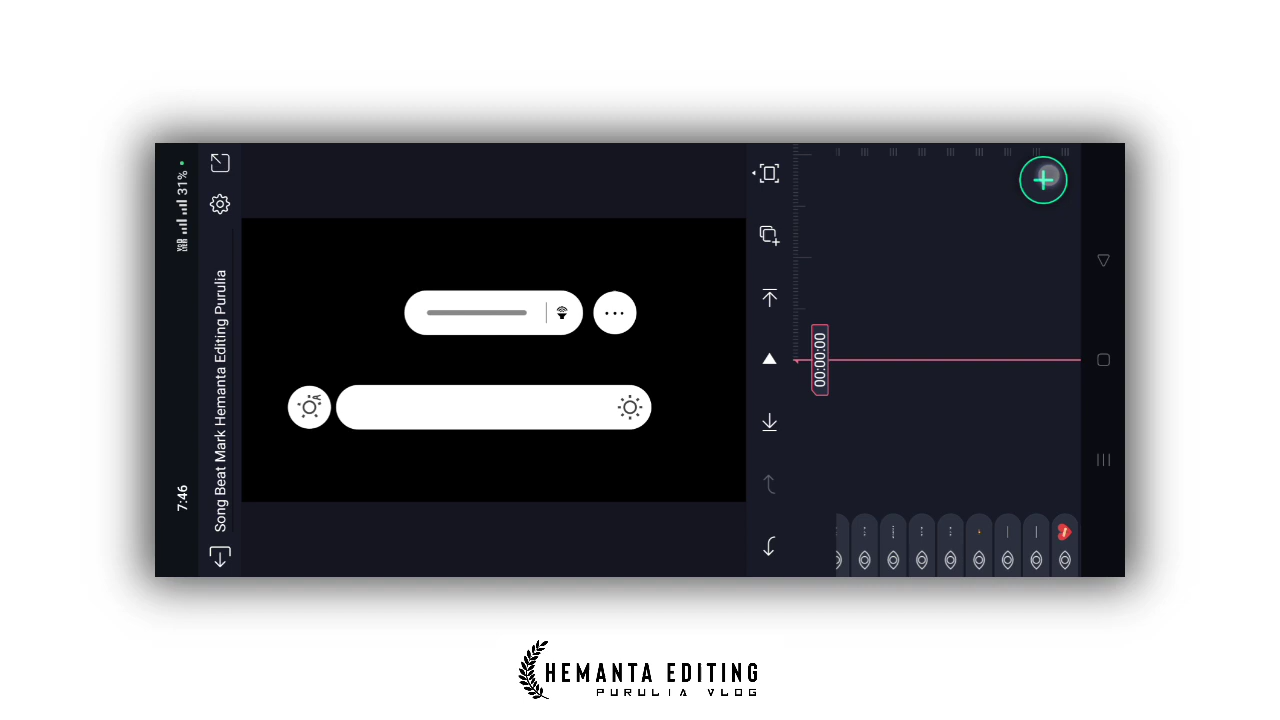 7:46
31%
Song Beat Mark Hemanta Editing Purulia
00:00:00
HEMANTA EDITING
PURULIA VLOG